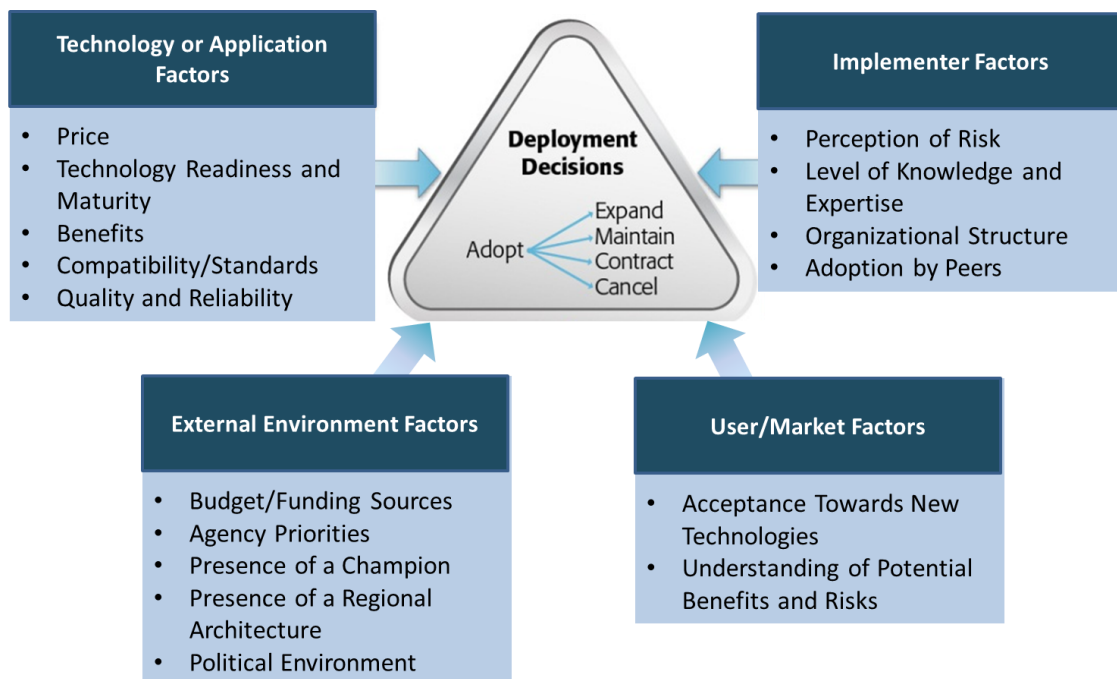 Technology or Application
Factors
• Price
• Technology Readiness and
Maturity
• Benefits
• Compatibility/Standards
• Quality and Reliability
Deployment
Decisions
Adopt
Expand
Maintain
Contract
Cancel
Implementer Factors
• Perception of Risk
• Level of Knowledge and
Expertise
• Organizational Structure
• Adoption by Peers
External Environment Factors
• Budget/Funding Sources
• Agency Priorities
• Presence of a Champion
• Presence of a Regional
Architecture
• Political Environment
User/Market Factors
• Acceptance Towards New
Technologies
• Understanding of Potential
Benefits and Risks